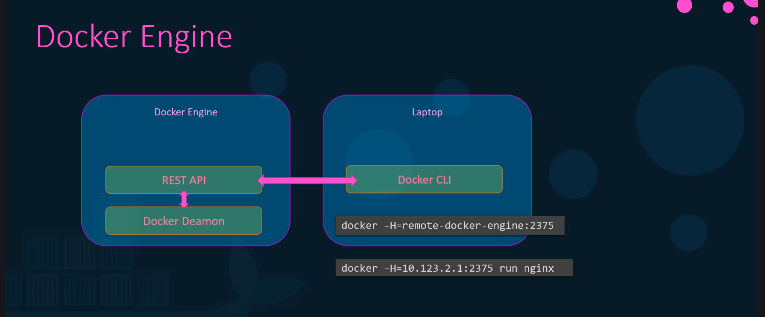 Docker Engine
Docker Engine
Laptop
REST API
Docker CLI
Docker Deamon
docker -H=remote-docker-engine:2375
docker -H=10.123.2.1:2375 run nginx